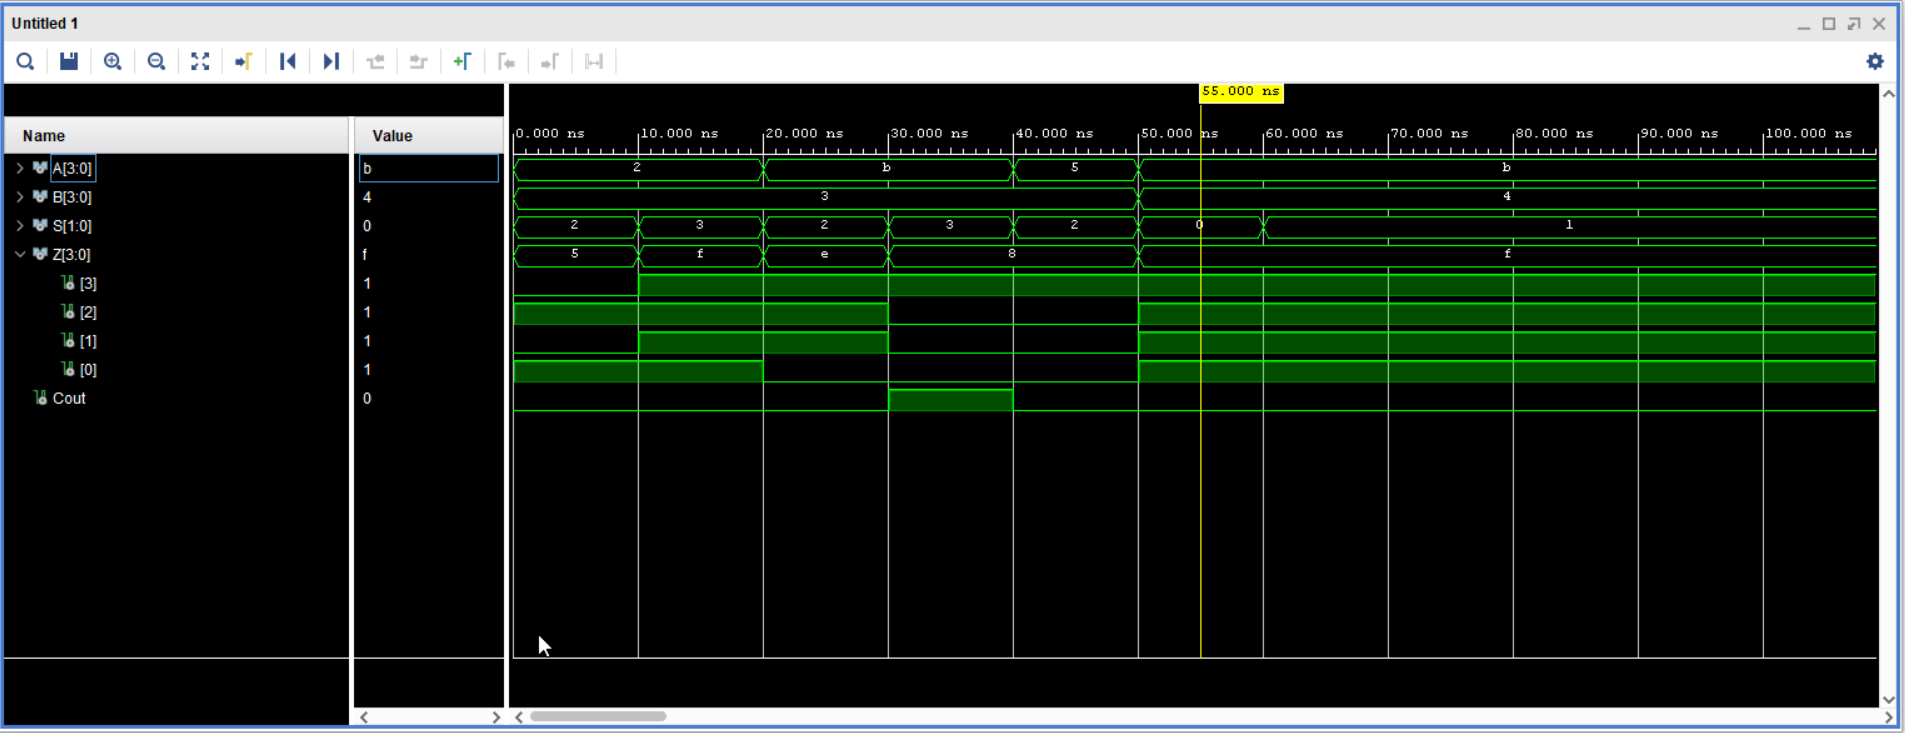 Untitled 1
55.000 ns
Name Value 0.000 ns 10.000 ns 20.000 ns 30.000 ns 40.000 ns 50.000 ns 60.000 ns 70.000 ns 80.000 ns 90.000 ns 100.000 ns
A[3:0] b 2 b 5 b
B[3:0] 4 3 4
S[1:0] 0 2 3 2 3 2 0 1
Z[3:0] f 5 f e 8 f
[3] 1
[2] 1
[1] 1
[0] 1
Cout 0